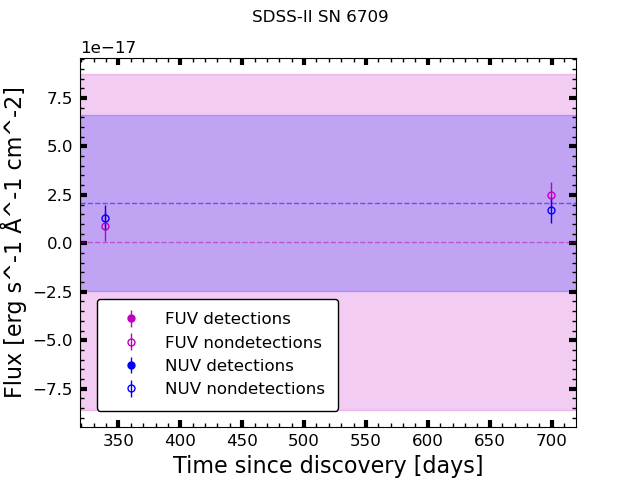 SDSS-II SN 6709
1e−17
7.5
5.0
2.5
0.0
−2.5
−5.0
−7.5
Flux [erg s^-1 Å^-1 cm^-2]
FUV detections
FUV nondetections
NUV detections
NUV nondetections
350 400 450 500 550 600 650 700
Time since discovery [days]